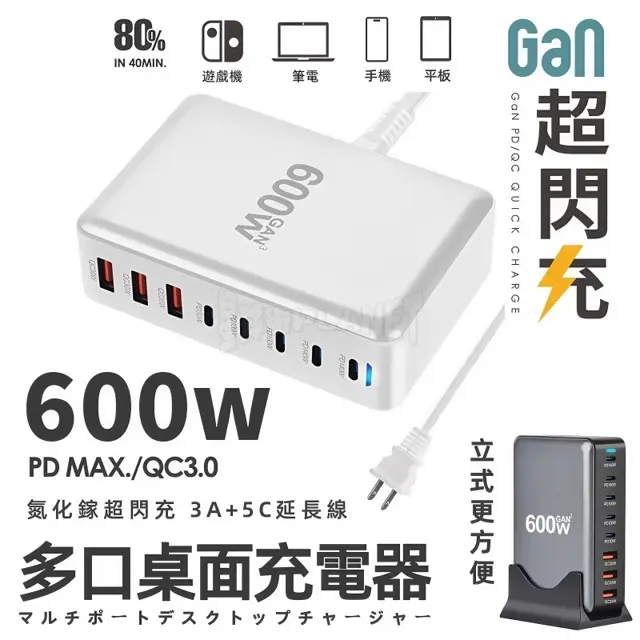 80%
IN 40MIN.
遊戲機
筆電
手機
平板
GaN
超閃充
GaN PD/QC QUICK CHARGE
600W
GAN³
600w
PD MAX./QC3.0
氮化鎵超閃充 3A+5C延長線
多口桌面充電器
マルチポートデスクトップチャージャー
立式更方便
600W
GAN